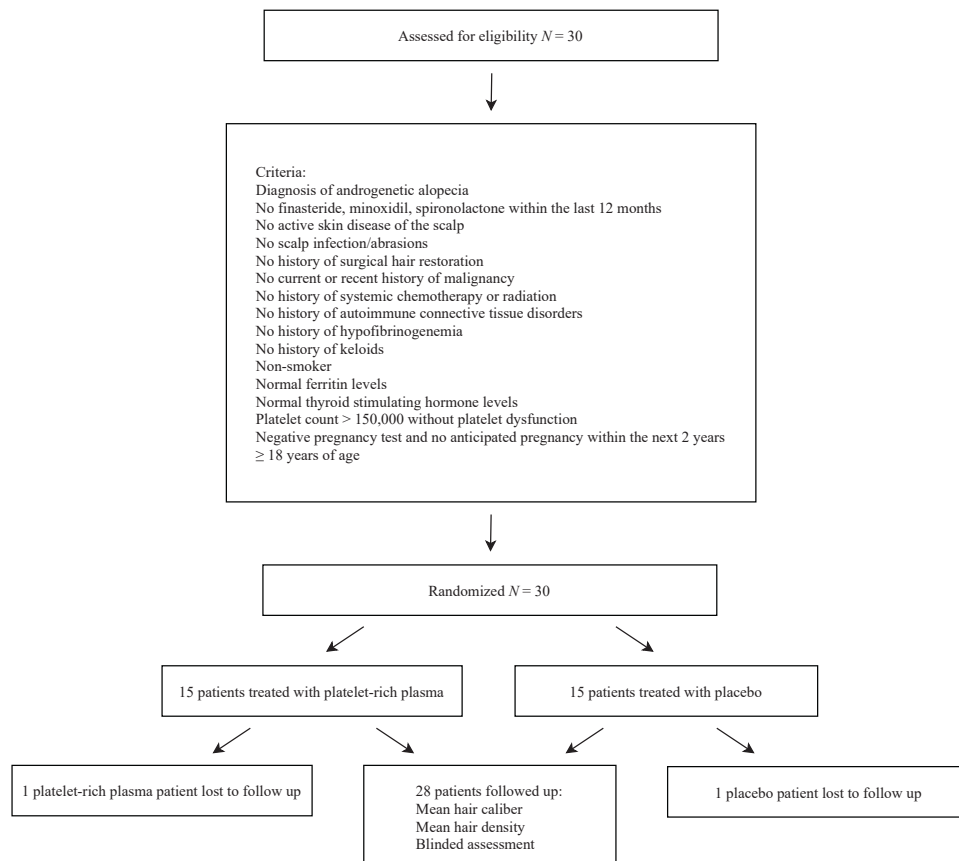 Assessed for eligibility N = 30
Criteria:
Diagnosis of androgenetic alopecia
No finasteride, minoxidil, spironolactone within the last 12 months
No active skin disease of the scalp
No scalp infection/abrasions
No history of surgical hair restoration
No current or recent history of malignancy
No history of systemic chemotherapy or radiation
No history of autoimmune connective tissue disorders
No history of hypofibrinogenemia
No history of keloids
Non-smoker
Normal ferritin levels
Normal thyroid stimulating hormone levels
Platelet count > 150,000 without platelet dysfunction
Negative pregnancy test and no anticipated pregnancy within the next 2 years
≥ 18 years of age
Randomized N = 30
15 patients treated with platelet-rich plasma
15 patients treated with placebo
1 platelet-rich plasma patient lost to follow up
28 patients followed up:
Mean hair caliber
Mean hair density
Blinded assessment
1 placebo patient lost to follow up